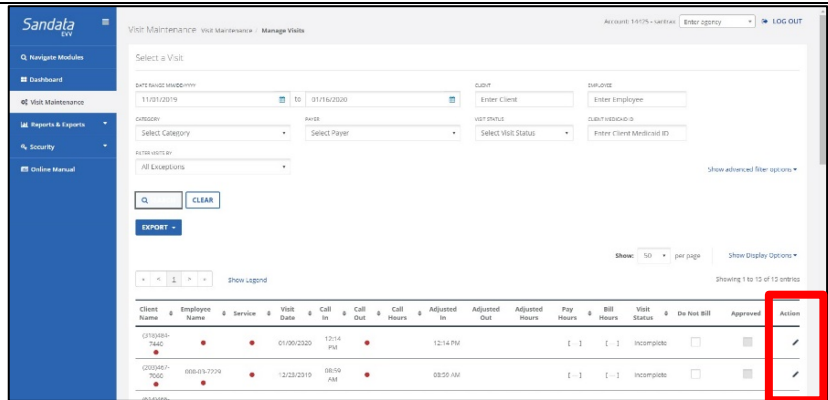 Sandata
EVV
Visit Maintenance Visit Maintenance / Manage Visits
Account: 14425 - santrax
Enter agency
LOG OUT
Navigate Modules
Dashboard
Visit Maintenance
Reports & Exports
Security
Online Manual
Select a Visit
DATE RANGE MM/DD/YYYY
CLIENT
EMPLOYEE
11/01/2019 to 01/16/2020 Enter Client Enter Employee
CATEGORY PAYER VISIT STATUS CLIENT MEDICAID ID
Select Category Select Payer Select Visit Status Enter Client Medicaid ID
FILTER VISITS BY
All Exceptions
Show advanced filter options
CLEAR
EXPORT
Show: 50 per page Show Display Options
« < 1 > » Show Legend Showing 1 to 15 of 15 entries
Client Name Employee Name Service Visit Date Call In Call Out Call Hours Adjusted In Adjusted Out Adjusted Hours Pay Hours Bill Hours Visit Status Do Not Bill Approved Action
(318)484-7440 01/06/2020 12:14 PM 12:14 PM [ -- ] [ -- ] Incomplete
(203)467-7060 000-03-7229 12/23/2019 08:59 AM 08:59 AM [ -- ] [ -- ] Incomplete